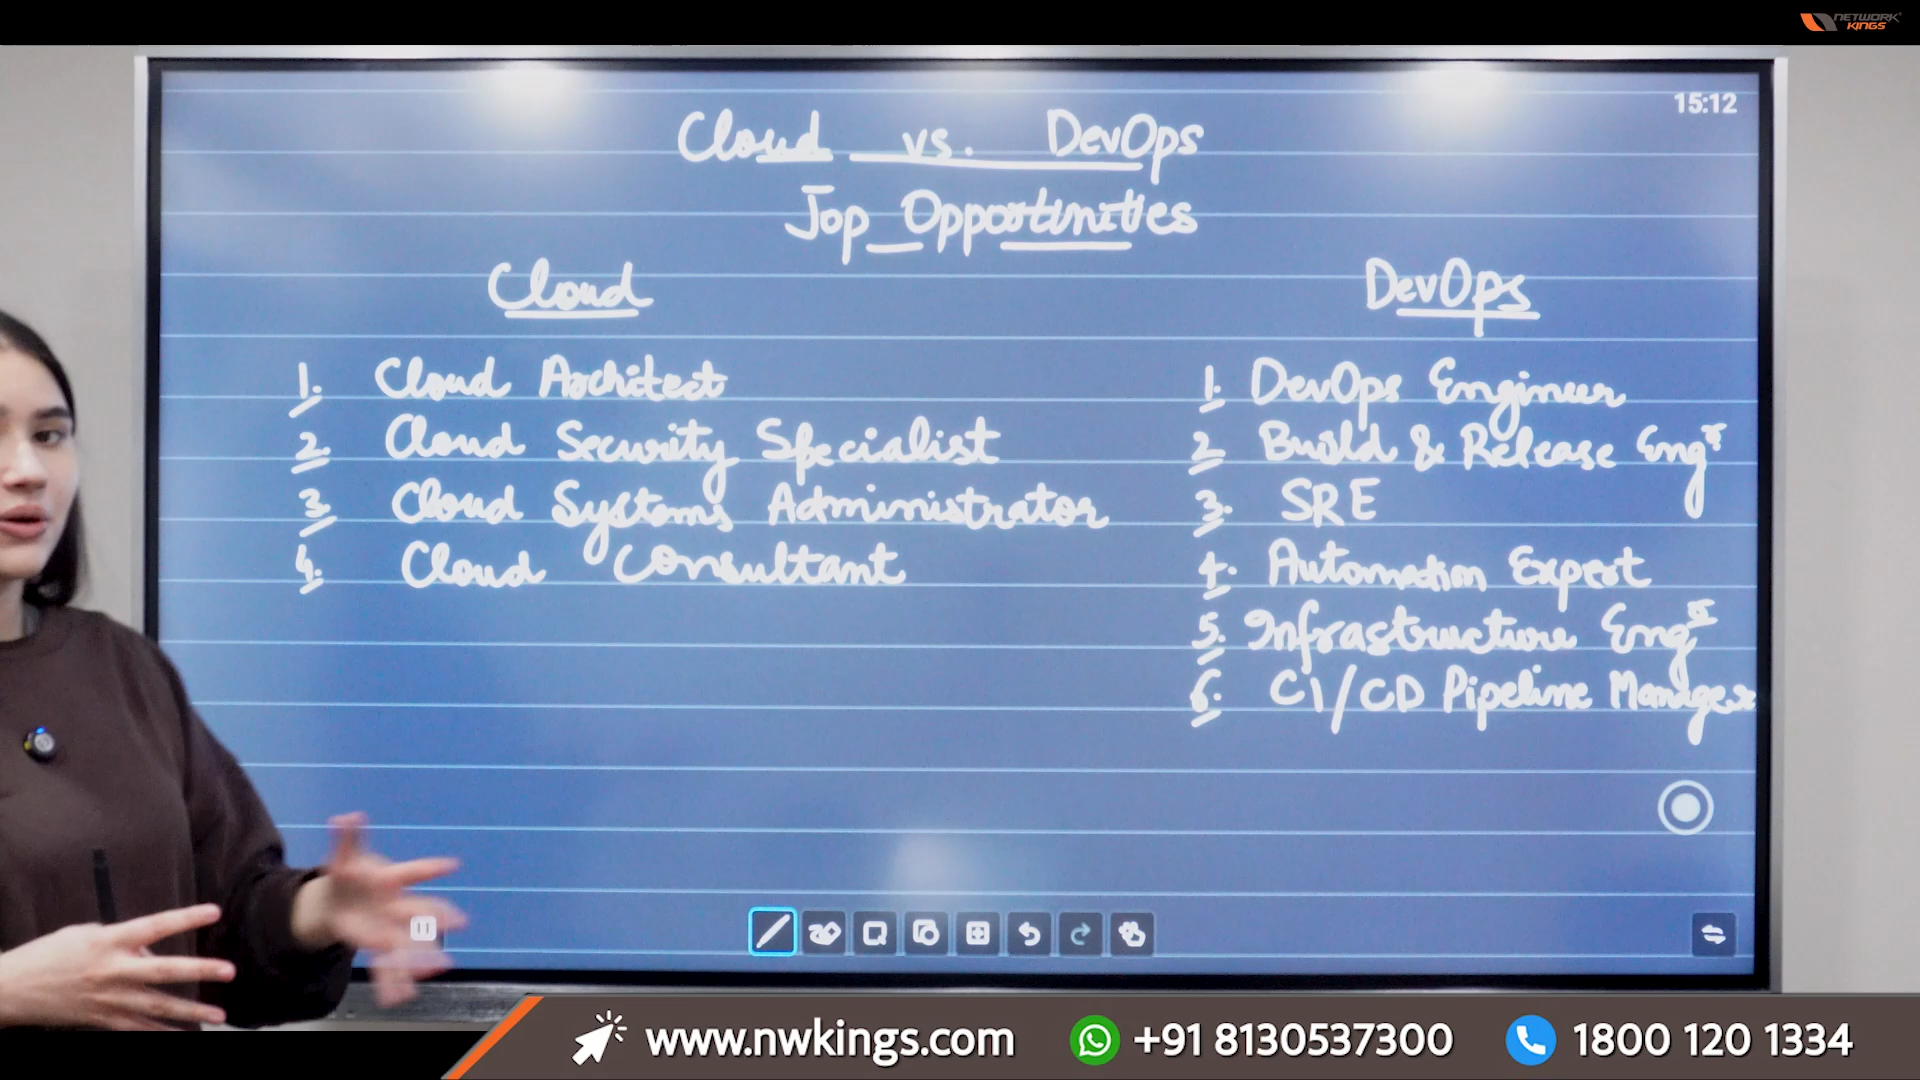 NETWORK
KINGS
15:12
Cloud vs. DevOps
Jop Opportinities
Cloud
DevOps
1. Cloud Architect
2. Cloud Security Specialist
3. Cloud Systems Administrator
4. Cloud Consultant
1. DevOps Engineer
2 Build & Release Engr
3. SRE
4. Automation Expert
5. Infrastructure Engr
6. CI/CD Pipeline Manager
www.nwkings.com
+91 8130537300
1800 120 1334